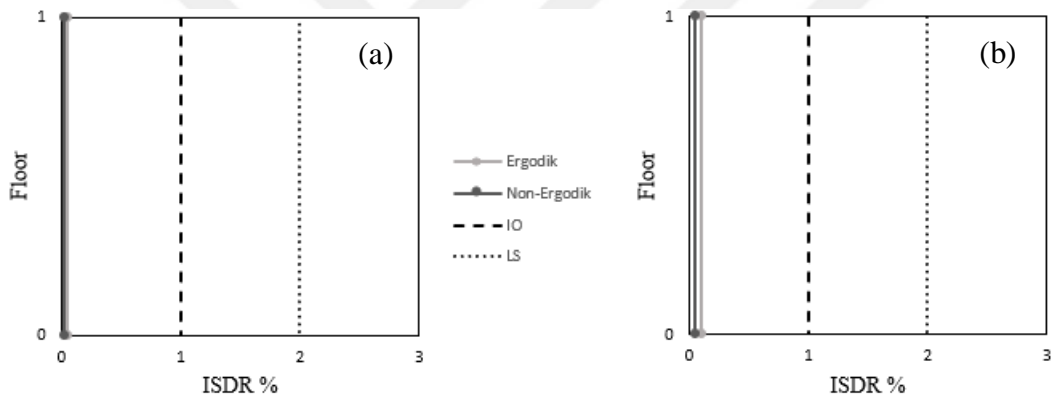 1
(a)
Floor
0
0 1 2 3
ISDR %
Ergodik
Non-Ergodik
IO
LS
1
(b)
Floor
0
0 1 2 3
ISDR %